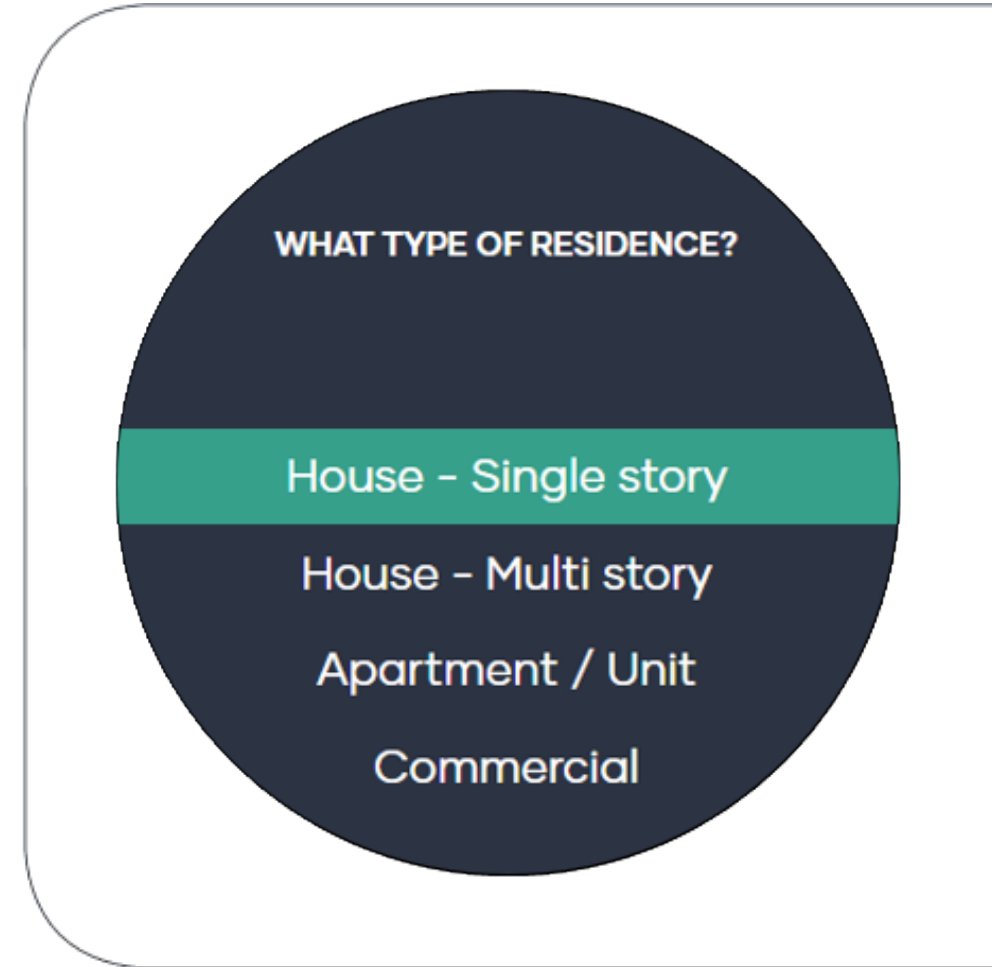 WHAT TYPE OF RESIDENCE?
House - Single story
House - Multi story
Apartment / Unit
Commercial